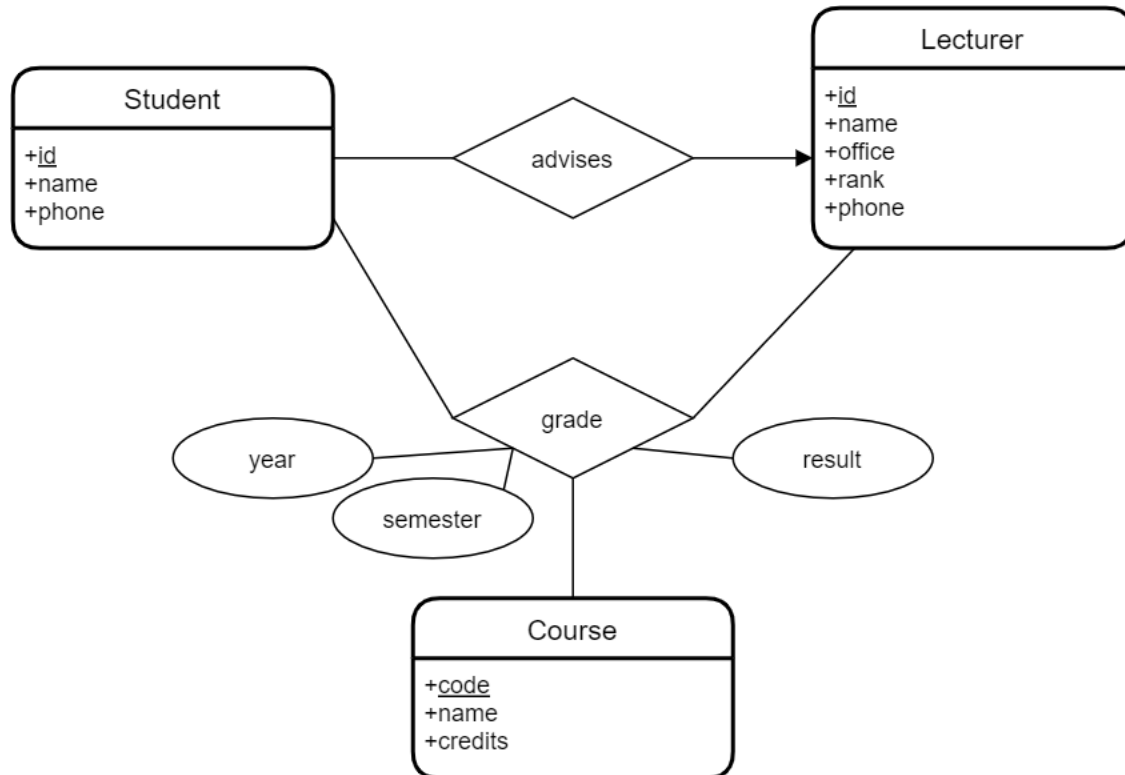 Student
+id
+name
+phone
advises
Lecturer
+id
+name
+office
+rank
+phone
grade
year
semester
result
Course
+code
+name
+credits